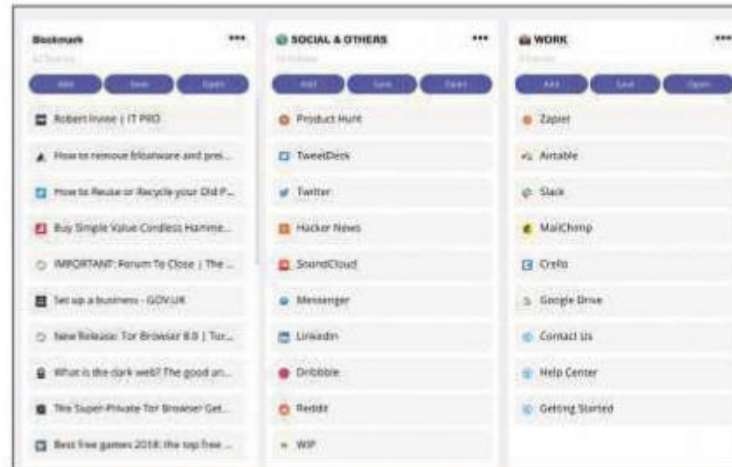 Bookmark
Add Save Open
Robert Irvine | IT PRO
How to remove bloatware and prei...
How to Reuse or Recycle your Old P...
Buy Simple Value Cordless Hamme...
IMPORTANT: Forum To Close | The ...
Set up a business - GOV.UK
New Release: Tor Browser 8.0 | Tor...
What is the dark web? The good an...
The Super-Private Tor Browser Get...
Best free games 2018: the top free ...
SOCIAL & OTHERS
Add Save Open
Product Hunt
TweetDeck
Twitter
Hacker News
SoundCloud
Messenger
Linkedin
Dribbble
Reddit
WIP
WORK
Add Save Open
Zapier
Airtable
Slack
MailChimp
Crello
Google Drive
Contact Us
Help Center
Getting Started